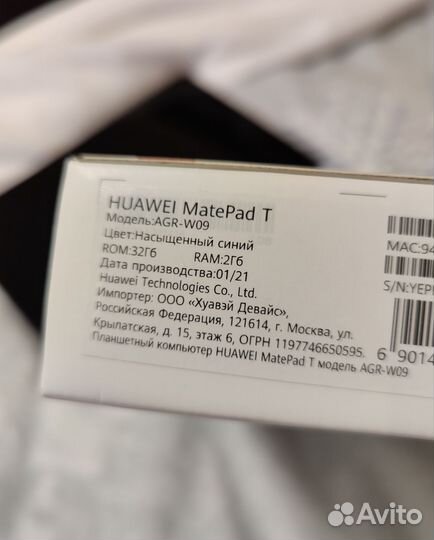 HUAWEI MatePad T
Модель:AGR-W09
Цвет:Насыщенный синий
ROM:32Гб RAM:2Гб
Дата производства:01/21
Huawei Technologies Co., Ltd.
Импортер: ООО «Хуавэй Девайс»,
Российская Федерация, 121614, г. Москва, ул.
Крылатская, д. 15, этаж 6, ОГРН 1197746650595.
Планшетный компьютер HUAWEI MatePad T модель AGR-W09
MAC:94
S/N:YEP
6 9014
Avito